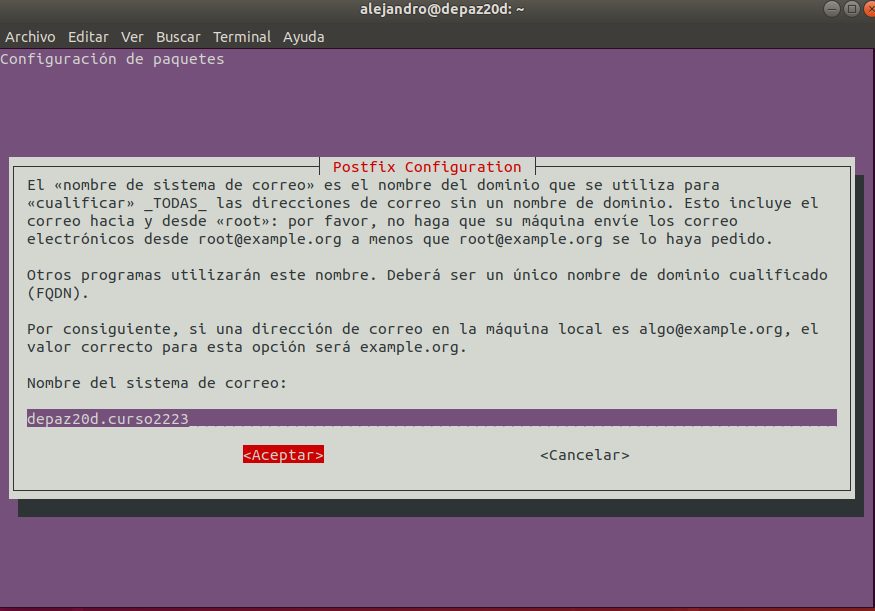 alejandro@depaz20d: ~
Archivo Editar Ver Buscar Terminal Ayuda
Configuración de paquetes
Postfix Configuration
El «nombre de sistema de correo» es el nombre del dominio que se utiliza para
«cualificar» _TODAS_ las direcciones de correo sin un nombre de dominio. Esto incluye el
correo hacia y desde «root»: por favor, no haga que su máquina envíe los correo
electrónicos desde root@example.org a menos que root@example.org se lo haya pedido.
Otros programas utilizarán este nombre. Deberá ser un único nombre de dominio cualificado
(FQDN).
Por consiguiente, si una dirección de correo en la máquina local es algo@example.org, el
valor correcto para esta opción será example.org.
Nombre del sistema de correo:
depaz20d.curso2223
<Aceptar> <Cancelar>